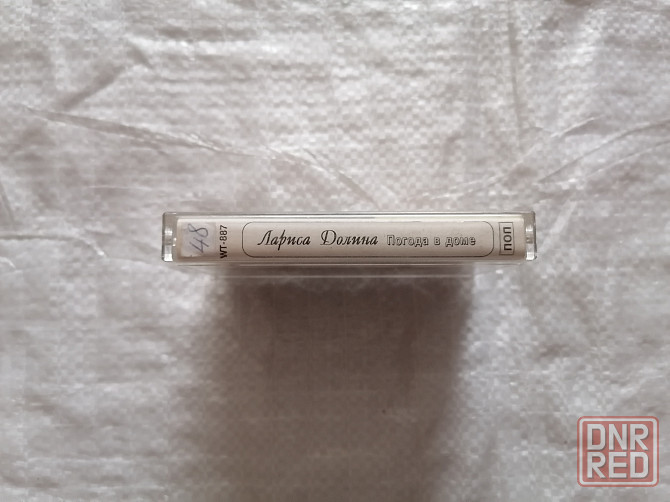 48
WT-887
Лариса Долина Погода в доме
ПОП
DNR
RED